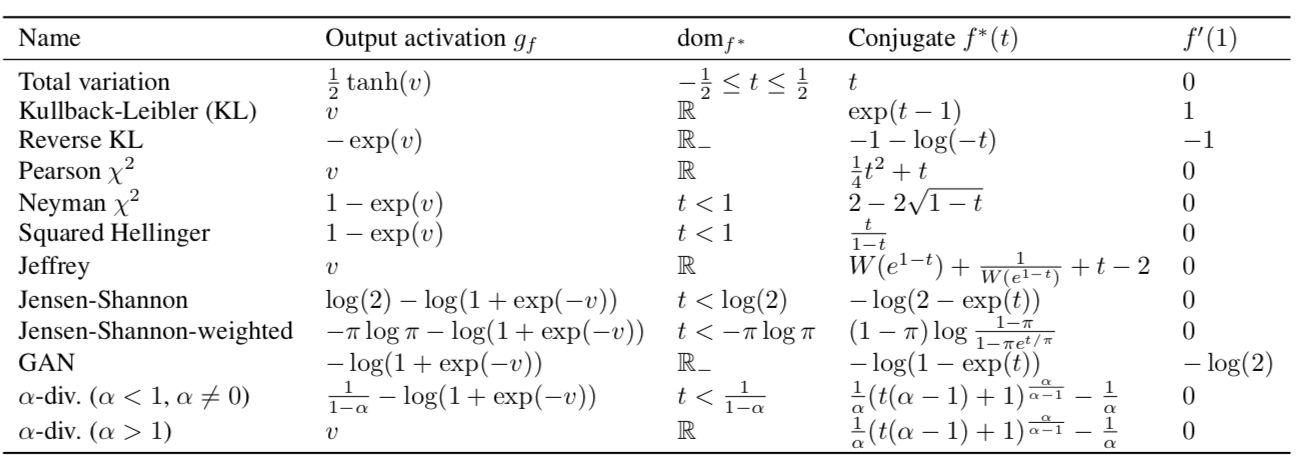 Name Output activation g_f dom_{f*} Conjugate f*(t) f′(1)
Total variation ½ tanh(v) −½ ≤ t ≤ ½ t 0
Kullback-Leibler (KL) v ℝ exp(t − 1) 1
Reverse KL − exp(v) ℝ₋ −1 − log(−t) −1
Pearson χ² v ℝ ¼t² + t 0
Neyman χ² 1 − exp(v) t < 1 2 − 2√(1 − t) 0
Squared Hellinger 1 − exp(v) t < 1 t/(1−t) 0
Jeffrey v ℝ W(e^{1−t}) + 1/W(e^{1−t}) + t − 2 0
Jensen-Shannon log(2) − log(1 + exp(−v)) t < log(2) − log(2 − exp(t)) 0
Jensen-Shannon-weighted −π log π − log(1 + exp(−v)) t < −π log π (1 − π) log (1−π)/(1−πe^{t/π}) 0
GAN − log(1 + exp(−v)) ℝ₋ − log(1 − exp(t)) − log(2)
α-div. (α < 1, α ≠ 0) 1/(1−α) − log(1 + exp(−v)) t < 1/(1−α) 1/α (t(α − 1) + 1)^{α/(α−1)} − 1/α 0
α-div. (α > 1) v ℝ 1/α (t(α − 1) + 1)^{α/(α−1)} − 1/α 0